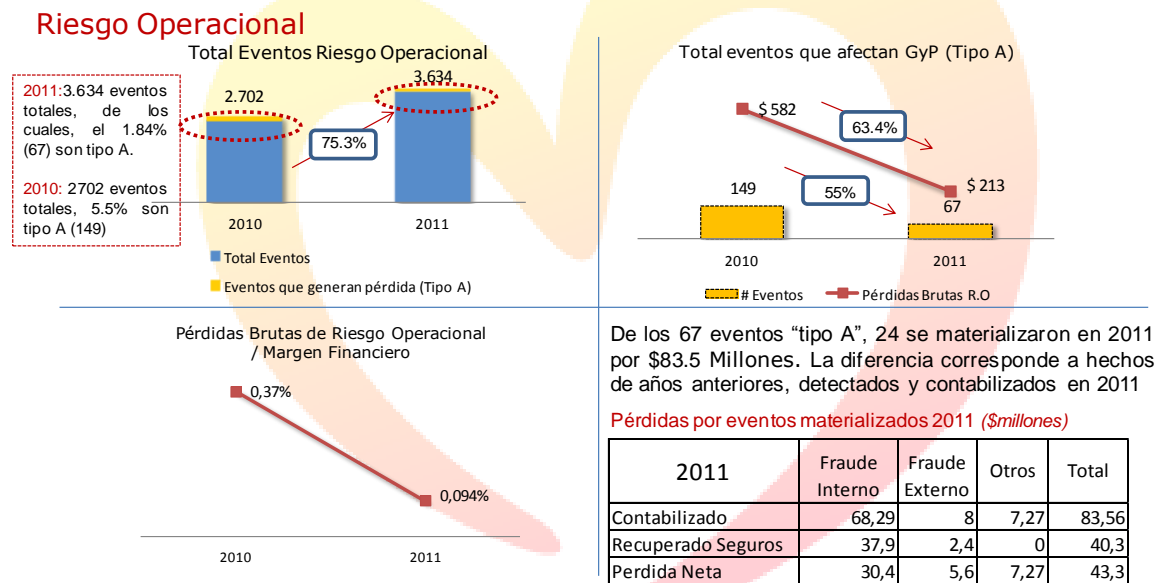 Riesgo Operacional
Total Eventos Riesgo Operacional
2011:3.634 eventos
totales, de los
cuales, el 1.84%
(67) son tipo A.
2010: 2702 eventos
totales, 5.5% son
tipo A (149)
2.702
3.634
75.3%
2010
2011
Total Eventos
Eventos que generan pérdida (Tipo A)
Total eventos que afectan GyP (Tipo A)
$ 582
63.4%
$ 213
149
55%
67
2010
2011
# Eventos
Pérdidas Brutas R.O
Pérdidas Brutas de Riesgo Operacional
/ Margen Financiero
0,37%
0,094%
2010
2011
De los 67 eventos “tipo A”, 24 se materializaron en 2011
por $83.5 Millones. La diferencia corresponde a hechos
de años anteriores, detectados y contabilizados en 2011
Pérdidas por eventos materializados 2011 ($millones)
2011 Fraude Interno Fraude Externo Otros Total
Contabilizado 68,29 8 7,27 83,56
Recuperado Seguros 37,9 2,4 0 40,3
Perdida Neta 30,4 5,6 7,27 43,3